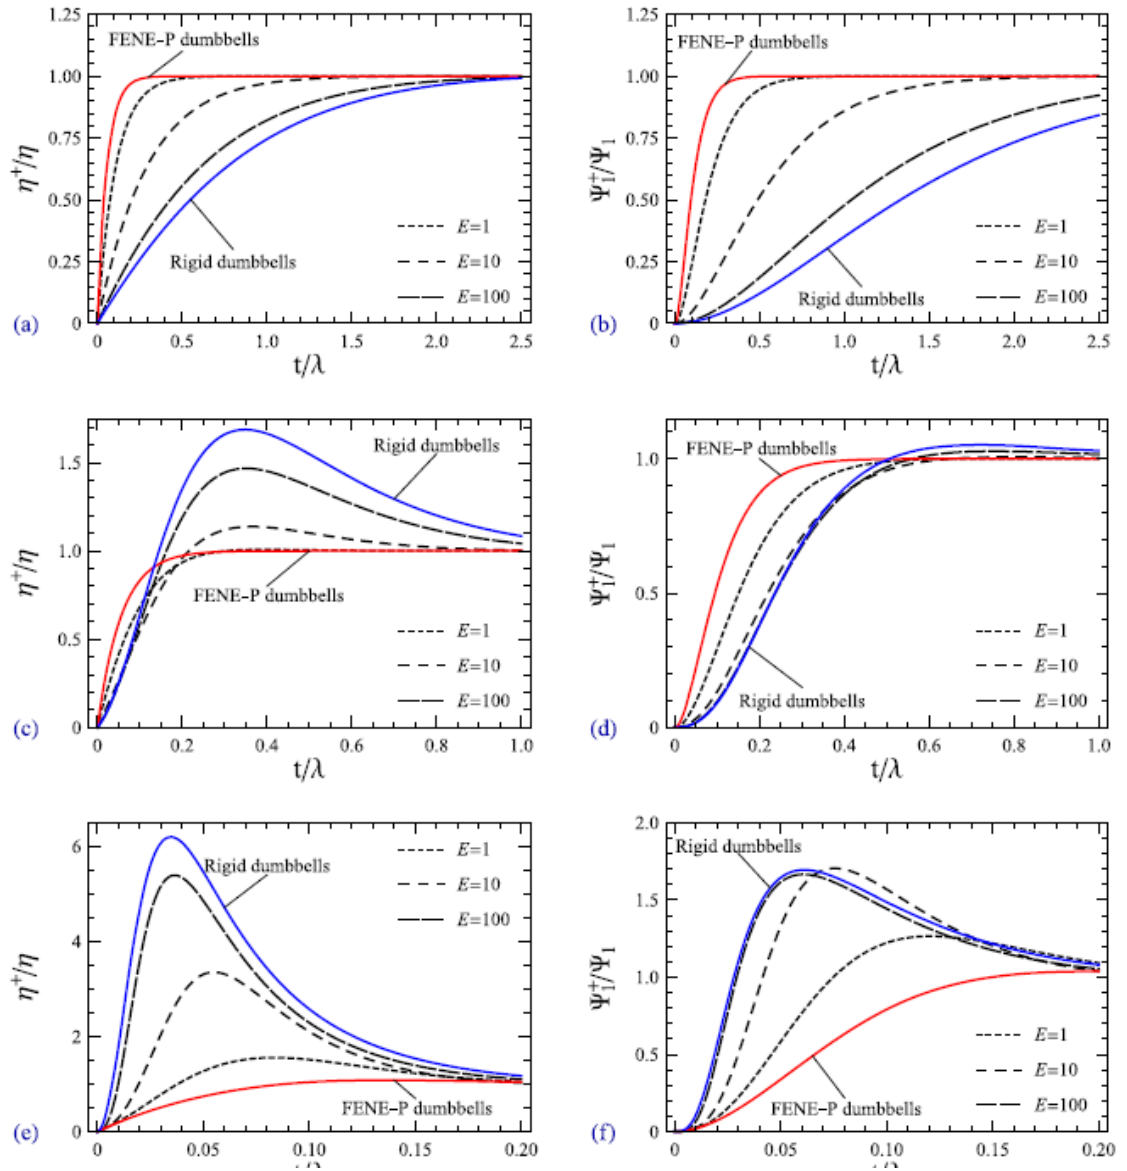 1.25
FENE-P dumbbells
1.00
0.75
η⁺/η
0.50
E=1
Rigid dumbbells
E=10
0.25
E=100
(a)
0
0 0.5 1.0 1.5 2.0 2.5
t/λ
1.25
FENE-P dumbbells
1.00
0.75
Ψ₁⁺/Ψ₁
0.50
E=1
E=10
0.25
Rigid dumbbells
E=100
(b)
0
0 0.5 1.0 1.5 2.0 2.5
t/λ
Rigid dumbbells
1.5
η⁺/η
1.0
FENE-P dumbbells
E=1
0.5
E=10
E=100
(c)
0
0 0.2 0.4 0.6 0.8 1.0
t/λ
FENE-P dumbbells
1.0
Ψ₁⁺/Ψ₁
0.5
E=1
E=10
Rigid dumbbells
E=100
(d)
0
0 0.2 0.4 0.6 0.8 1.0
t/λ
6
E=1
Rigid dumbbells
E=10
E=100
4
η⁺/η
2
FENE-P dumbbells
(e)
0
0 0.05 0.10 0.15 0.20
t/λ
2.0
Rigid dumbbells
1.5
Ψ₁⁺/Ψ₁
1.0
E=1
0.5
E=10
FENE-P dumbbells
E=100
(f)
0
0 0.05 0.10 0.15 0.20
t/λ